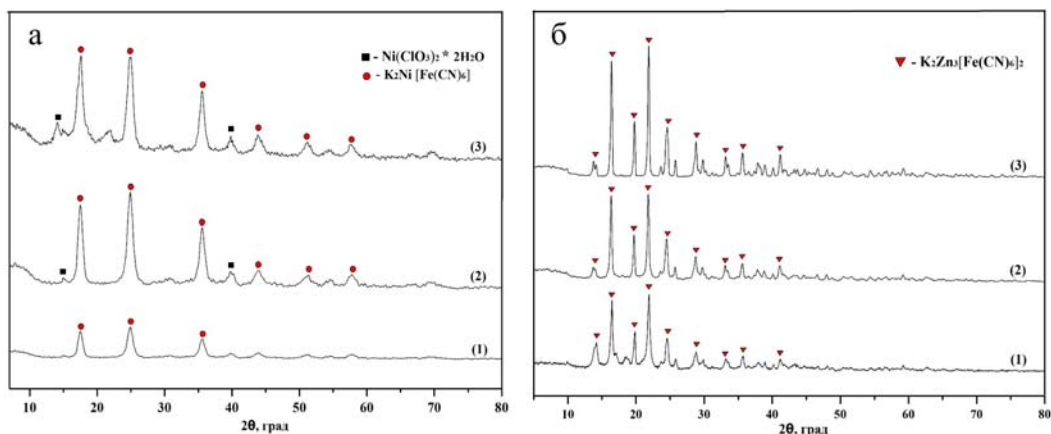 а
■ - Ni(ClO₃)₂ * 2H₂O
● - K₂Ni [Fe(CN)₆]
(3)
(2)
(1)
10 20 30 40 50 60 70 80
2θ, град
б
▼ - K₂Zn₃[Fe(CN)₆]₂
(3)
(2)
(1)
10 20 30 40 50 60 70 80
2θ, град